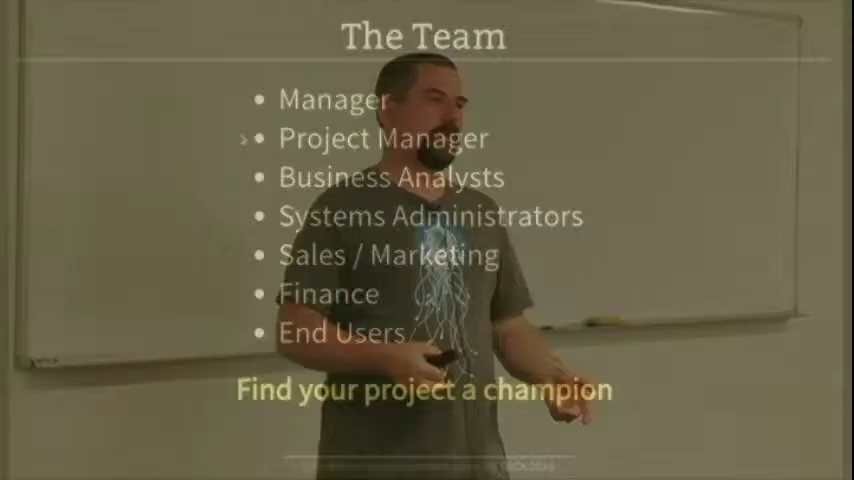 The Team
Manager
Project Manager
Business Analysts
Systems Administrators
Sales / Marketing
Finance
End Users
Find your project a champion